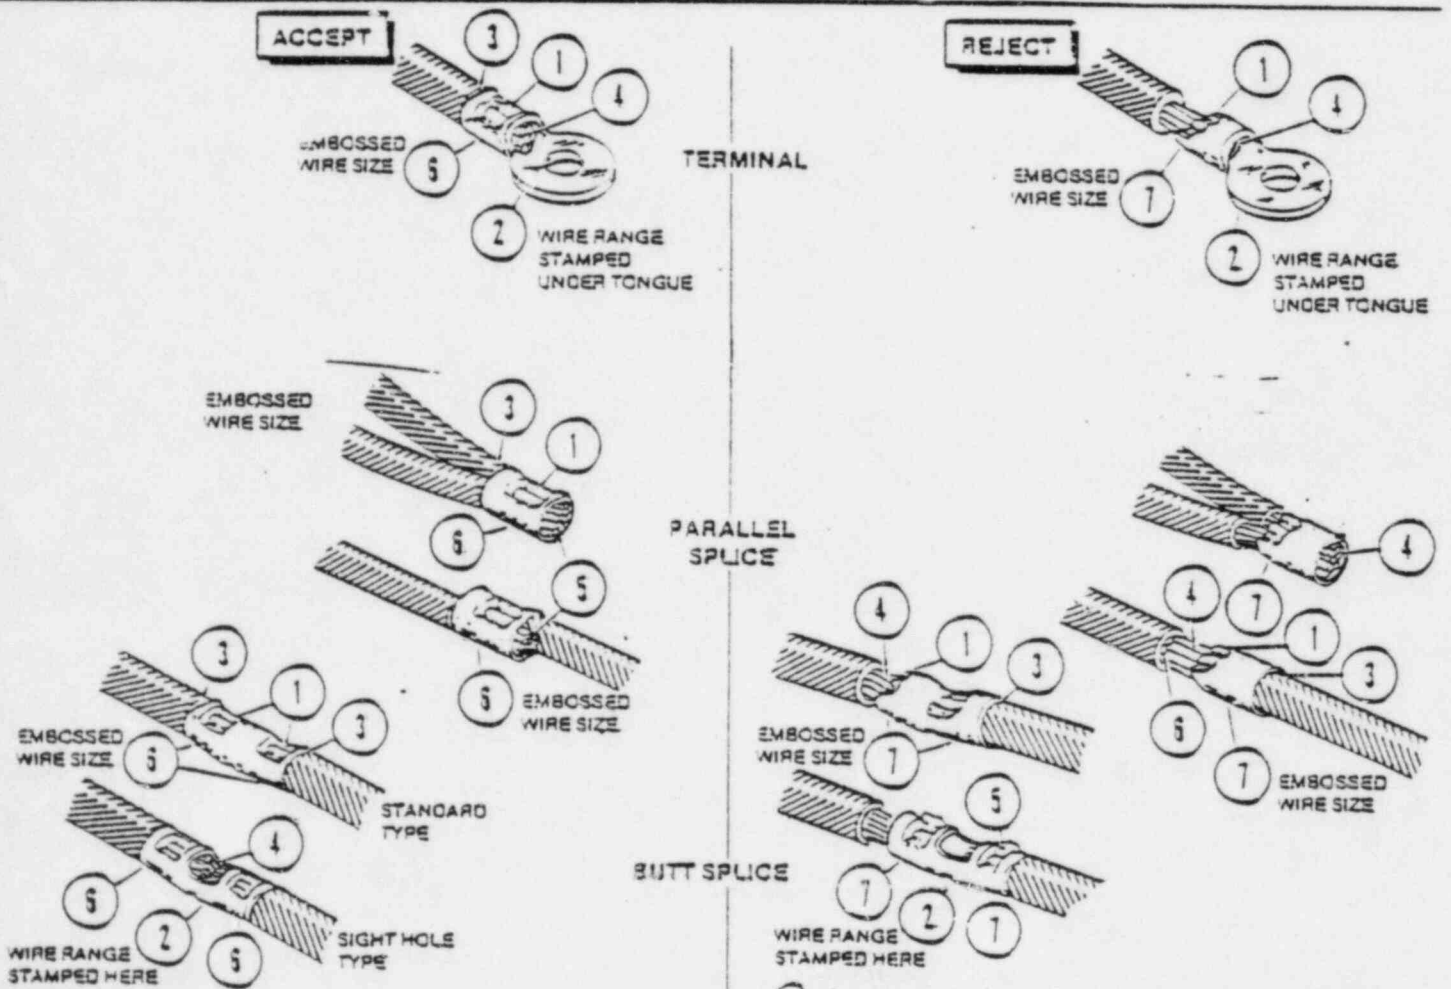 ACCEPT
REJECT
3
1
4
EMBOSSED
WIRE SIZE
6
2
WIRE RANGE
STAMPED
UNDER TONGUE
TERMINAL
1
4
EMBOSSED
WIRE SIZE
7
2
WIRE RANGE
STAMPED
UNDER TONGUE
EMBOSSED
WIRE SIZE
3
1
6
5
6
EMBOSSED
WIRE SIZE
PARALLEL
SPLICE
4
7
4
1
3
6
7
EMBOSSED
WIRE SIZE
3
1
3
EMBOSSED
WIRE SIZE
6
STANDARD
TYPE
4
6
2
6
WIRE RANGE
STAMPED HERE
SIGHT HOLE
TYPE
BUTT SPLICE
4
1
3
EMBOSSED
WIRE SIZE
7
5
7
2
7
WIRE RANGE
STAMPED HERE